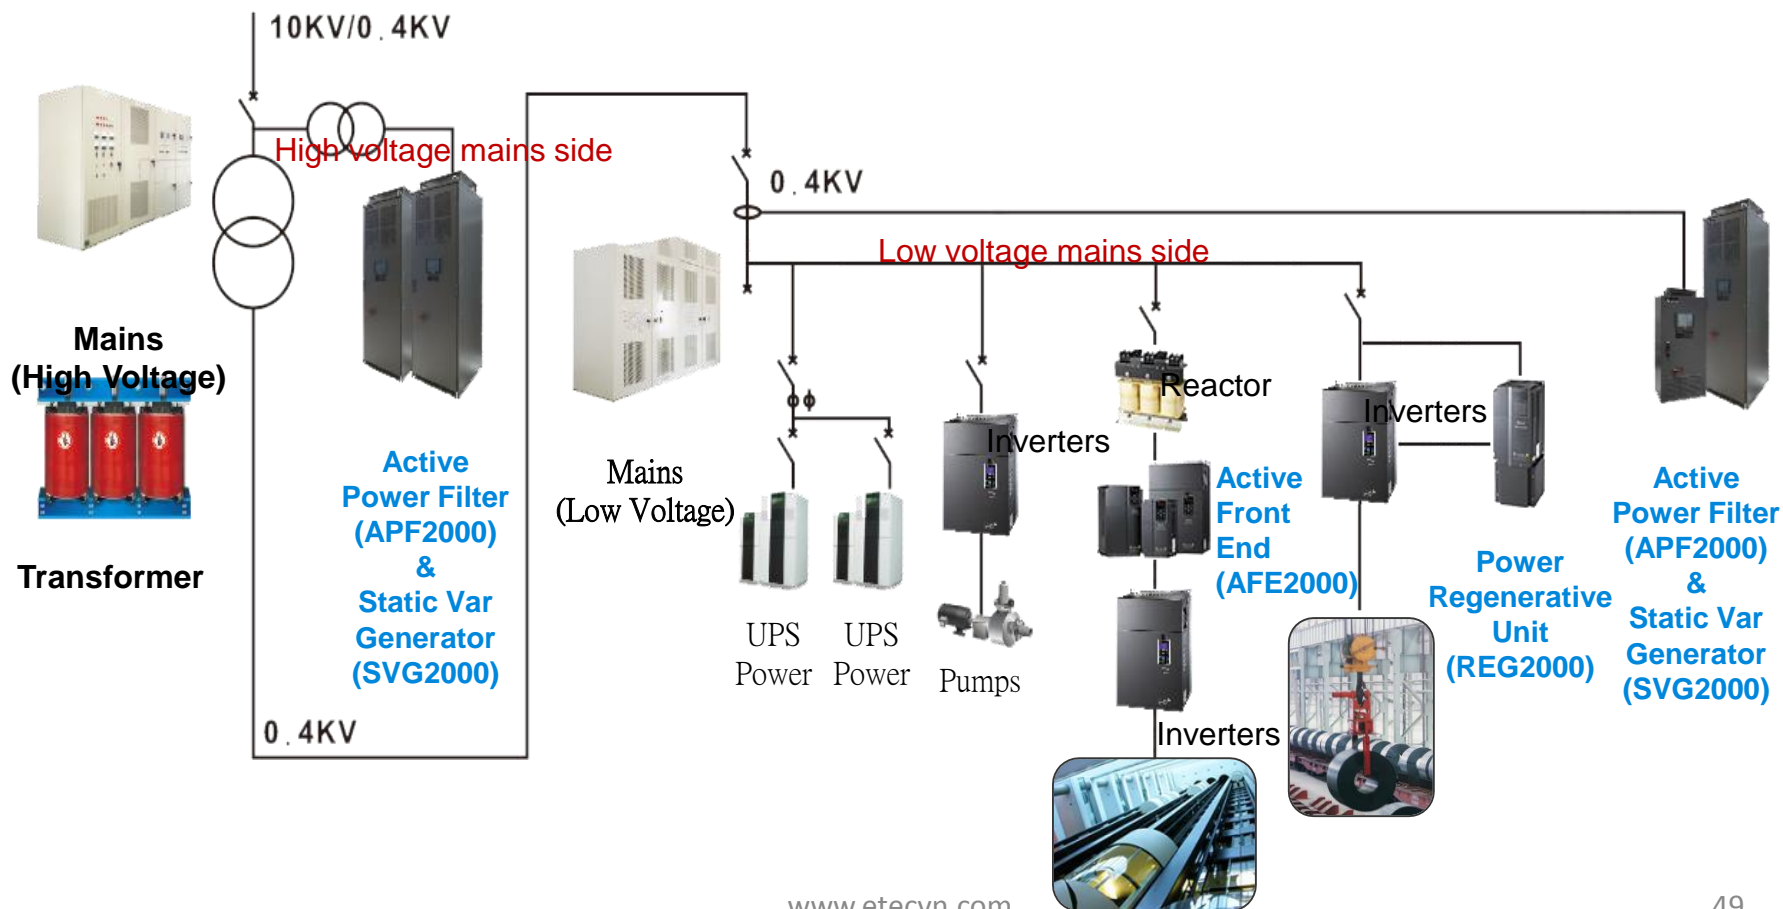 10KV/0.4KV
High voltage mains side
Mains
(High Voltage)
Transformer
Active
Power Filter
(APF2000)
&
Static Var
Generator
(SVG2000)
0.4KV
0.4KV
Low voltage mains side
Mains
(Low Voltage)
UPS
Power
UPS
Power
Inverters
Pumps
Reactor
Active
Front
End
(AFE2000)
Inverters
Inverters
Power
Regenerative
Unit
(REG2000)
Active
Power Filter
(APF2000)
&
Static Var
Generator
(SVG2000)
www.etecvn.com
49